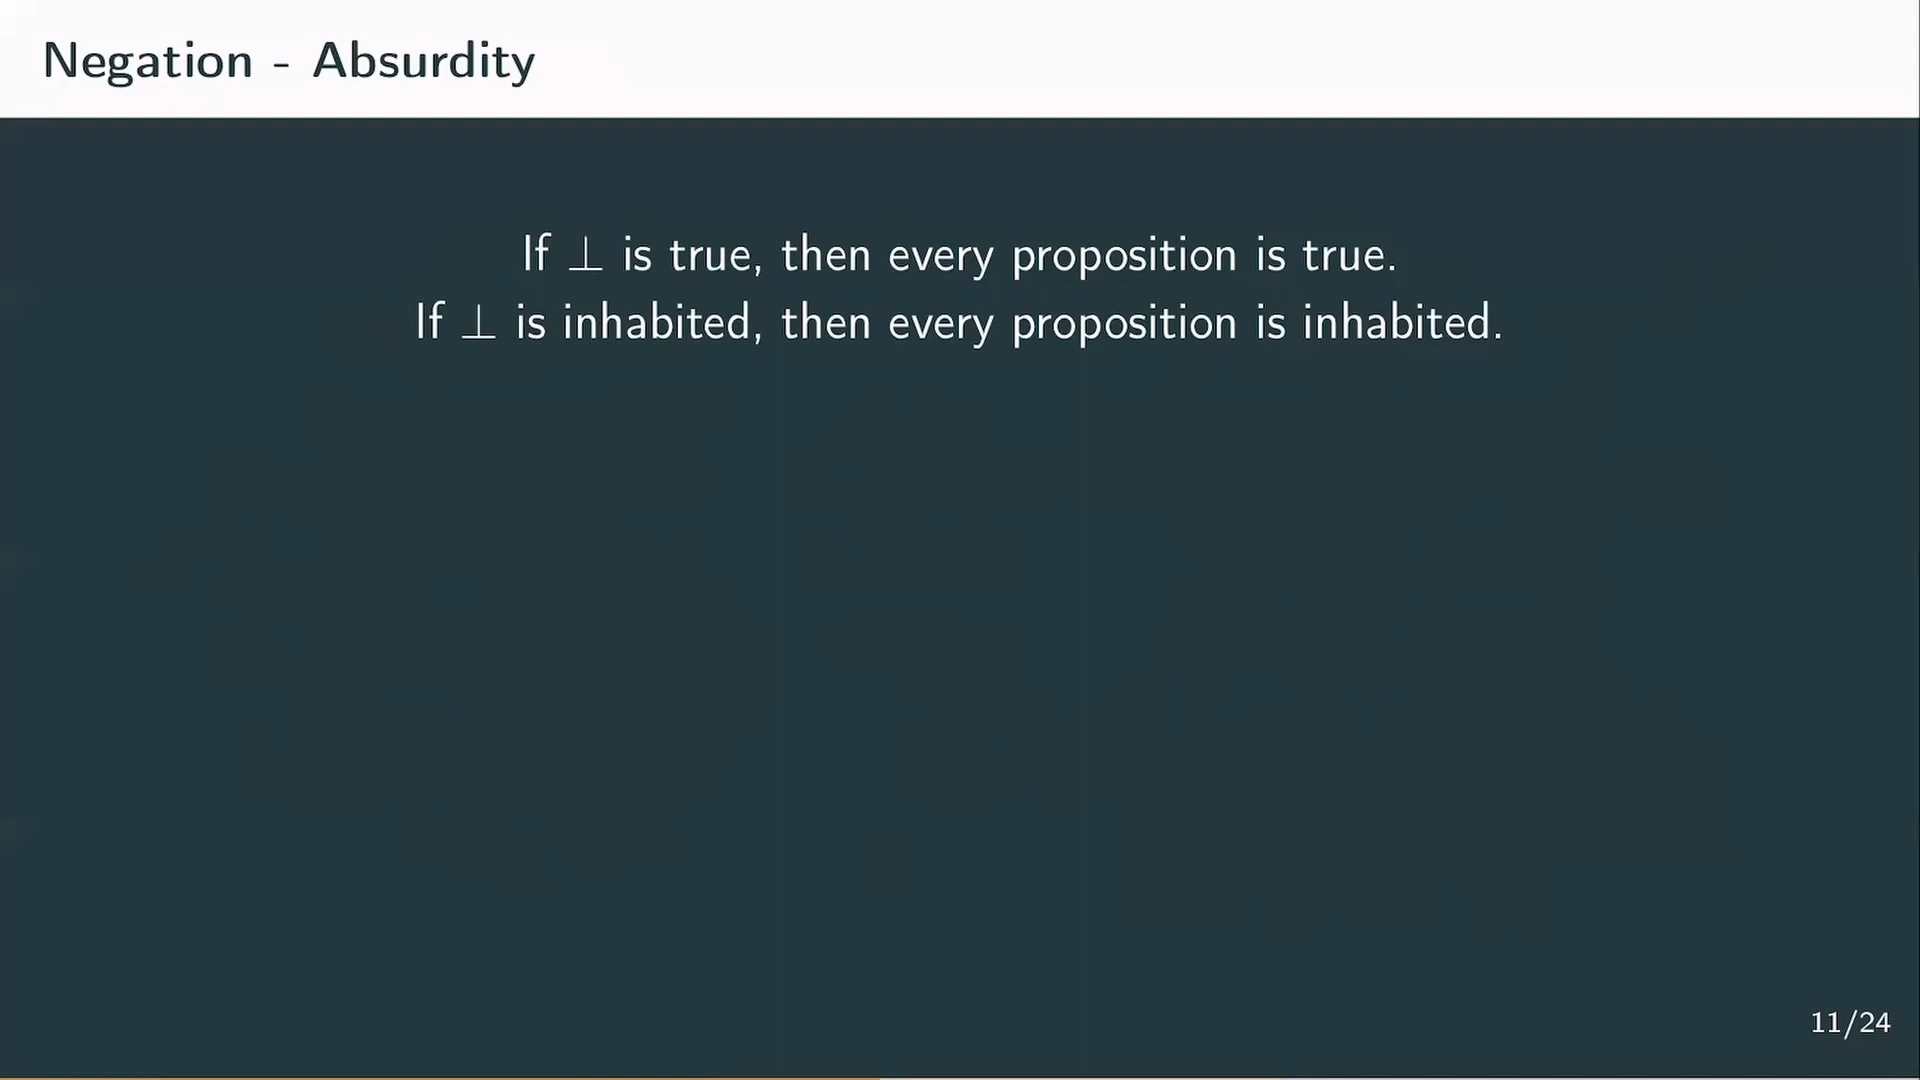 Negation - Absurdity
If ⊥ is true, then every proposition is true.
If ⊥ is inhabited, then every proposition is inhabited.
11/24